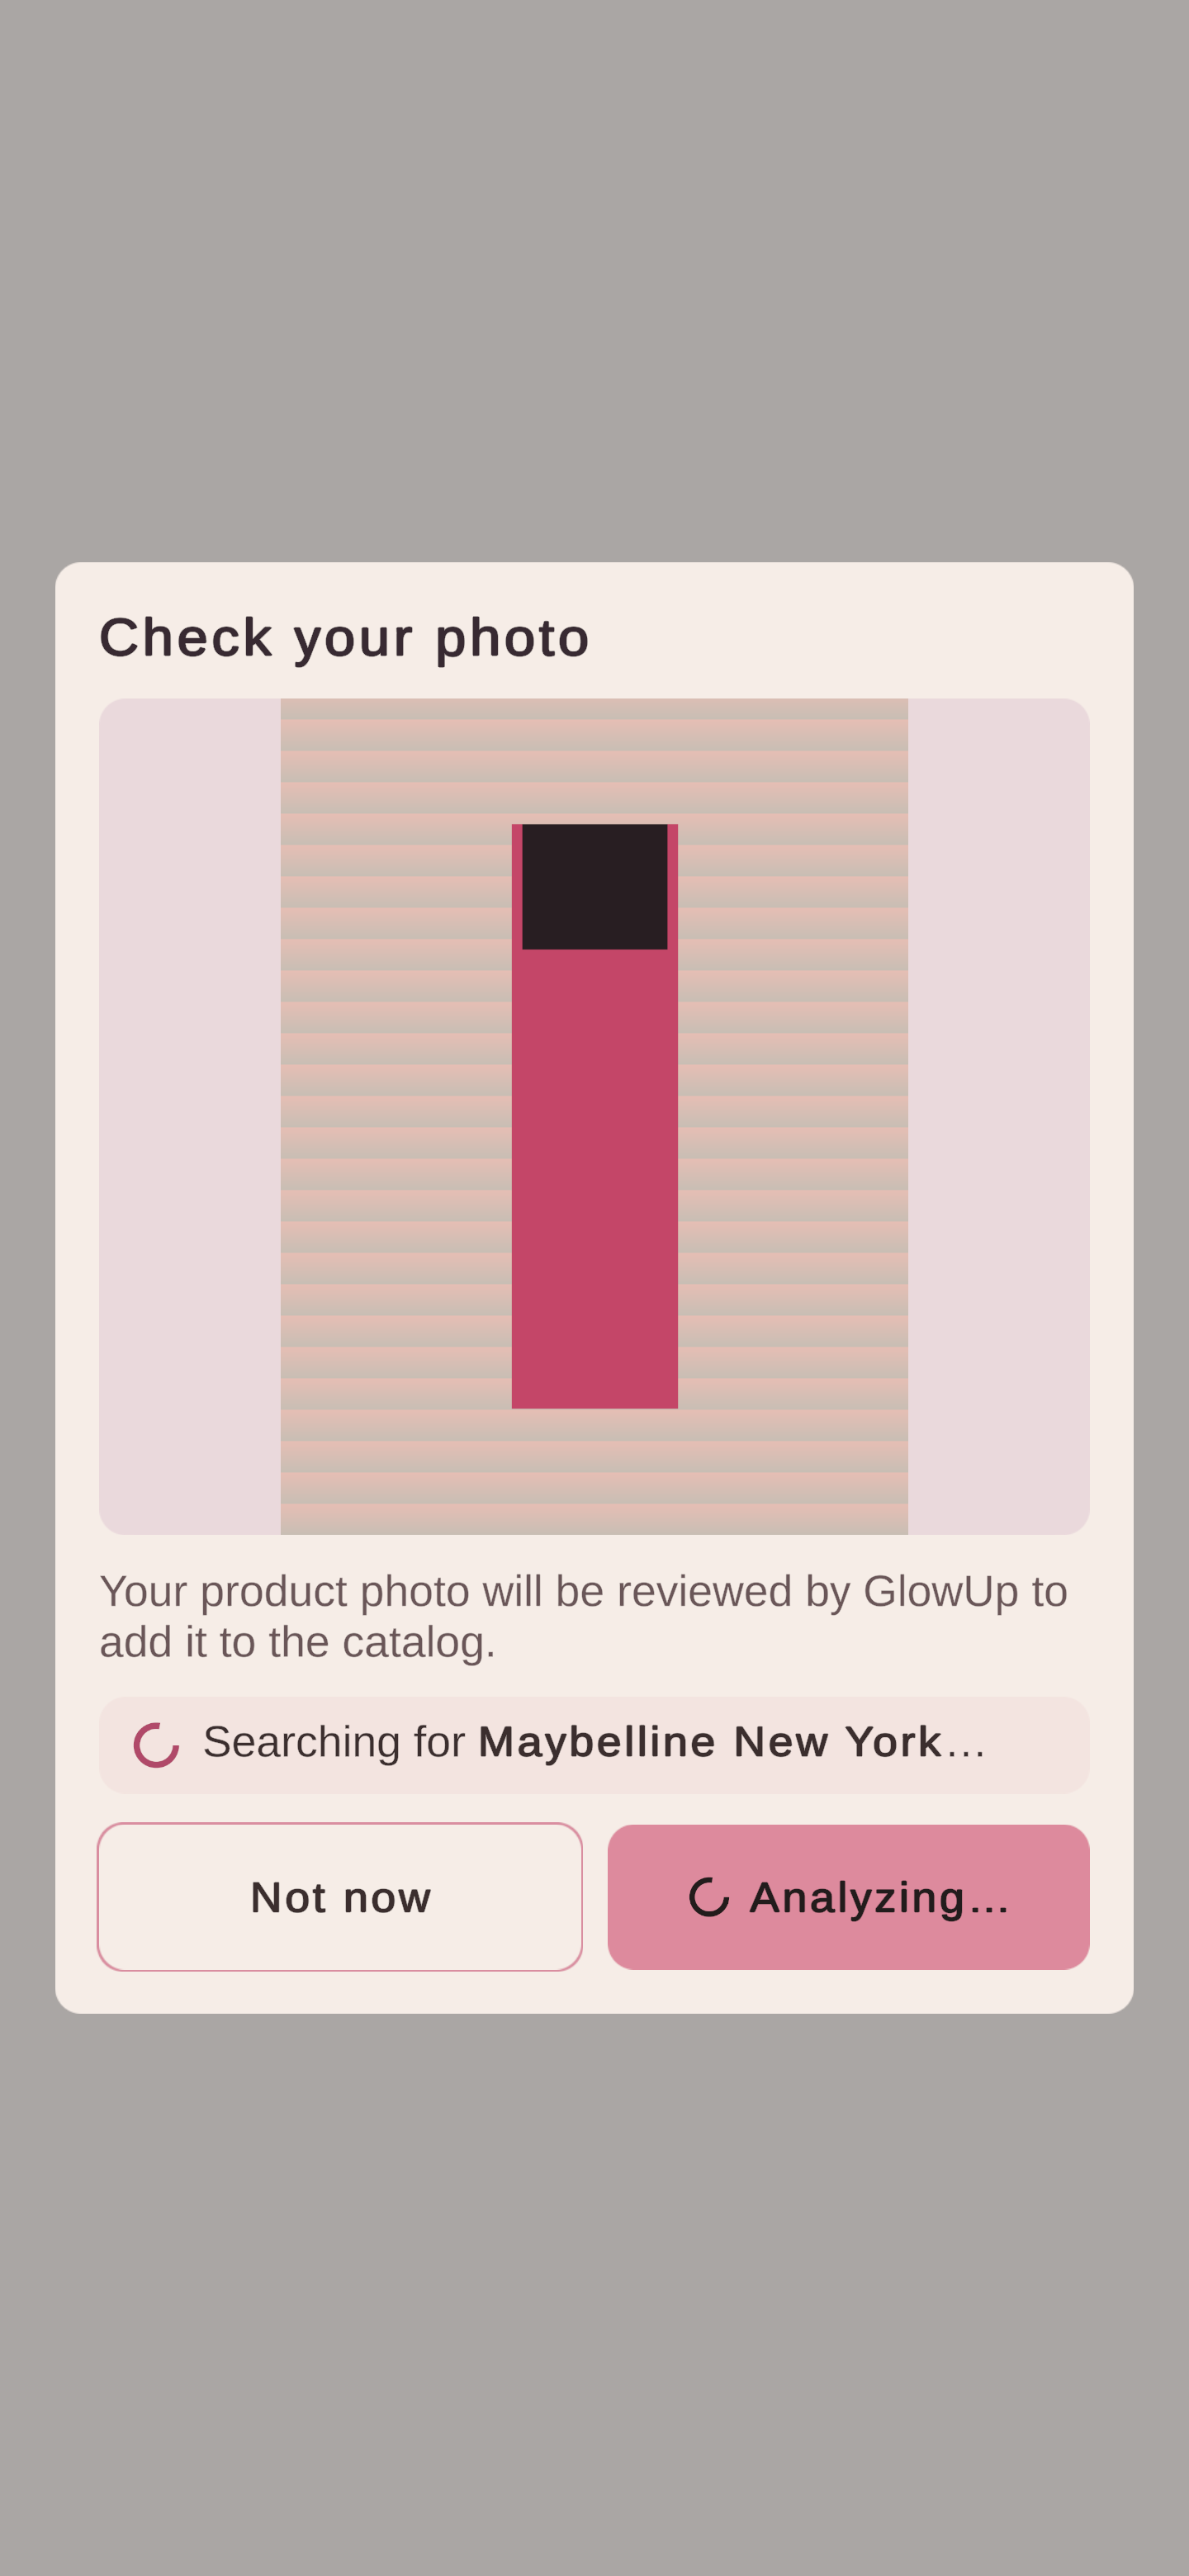 Check your photo
Your product photo will be reviewed by GlowUp to
add it to the catalog.
Searching for Maybelline New York…
Not now
Analyzing…